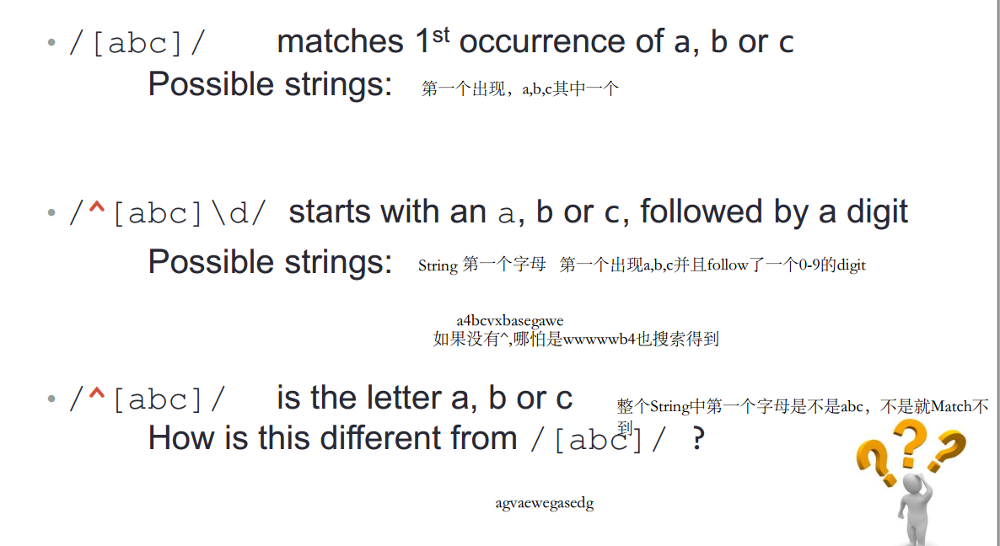 • /[abc]/ matches 1st occurrence of a, b or c
Possible strings: 第一个出现，a,b,c其中一个
• /^[abc]\d/ starts with an a, b or c, followed by a digit
Possible strings: String 第一个字母 第一个出现a,b,c并且follow了一个0-9的digit
a4bcvxbasegawe
如果没有^,哪怕是wwwwwb4也搜索得到
• /^[abc]/ is the letter a, b or c
整个String中第一个字母是不是abc，不是就Match不
到
How is this different from /[abc]/ ?
agvaewegasedg